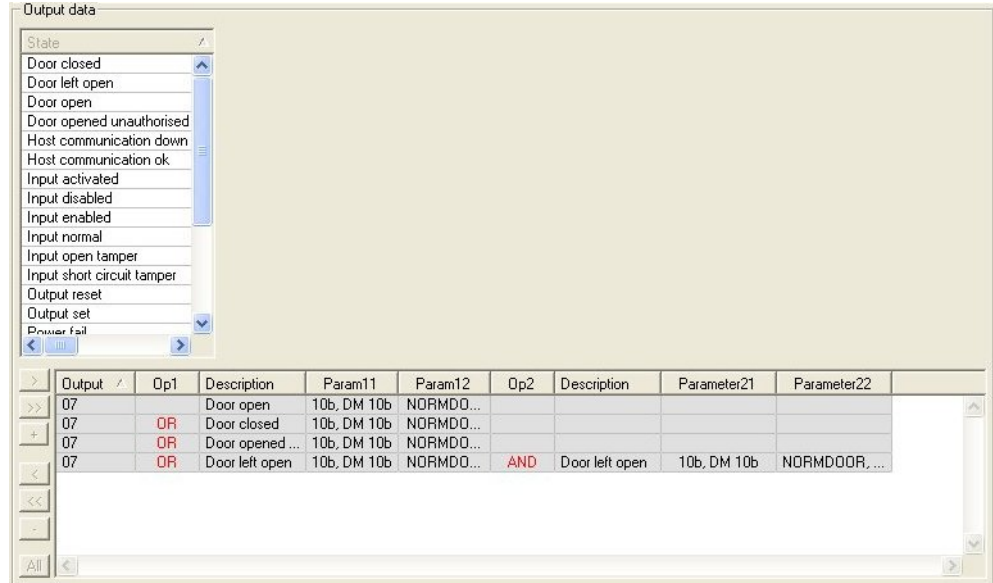 Output data
State
Door closed
Door left open
Door open
Door opened unauthorised
Host communication down
Host communication ok
Input activated
Input disabled
Input enabled
Input normal
Input open tamper
Input short circuit tamper
Output reset
Output set
Power fail
> Output Op1 Description Param11 Param12 Op2 Description Parameter21 Parameter22
>> 07 Door open 10b, DM 10b NORMDO...
+ 07 OR Door closed 10b, DM 10b NORMDO...
07 OR Door opened ... 10b, DM 10b NORMDO...
< 07 OR Door left open 10b, DM 10b NORMDO... AND Door left open 10b, DM 10b NORMDOOR, ...
<<
-
All